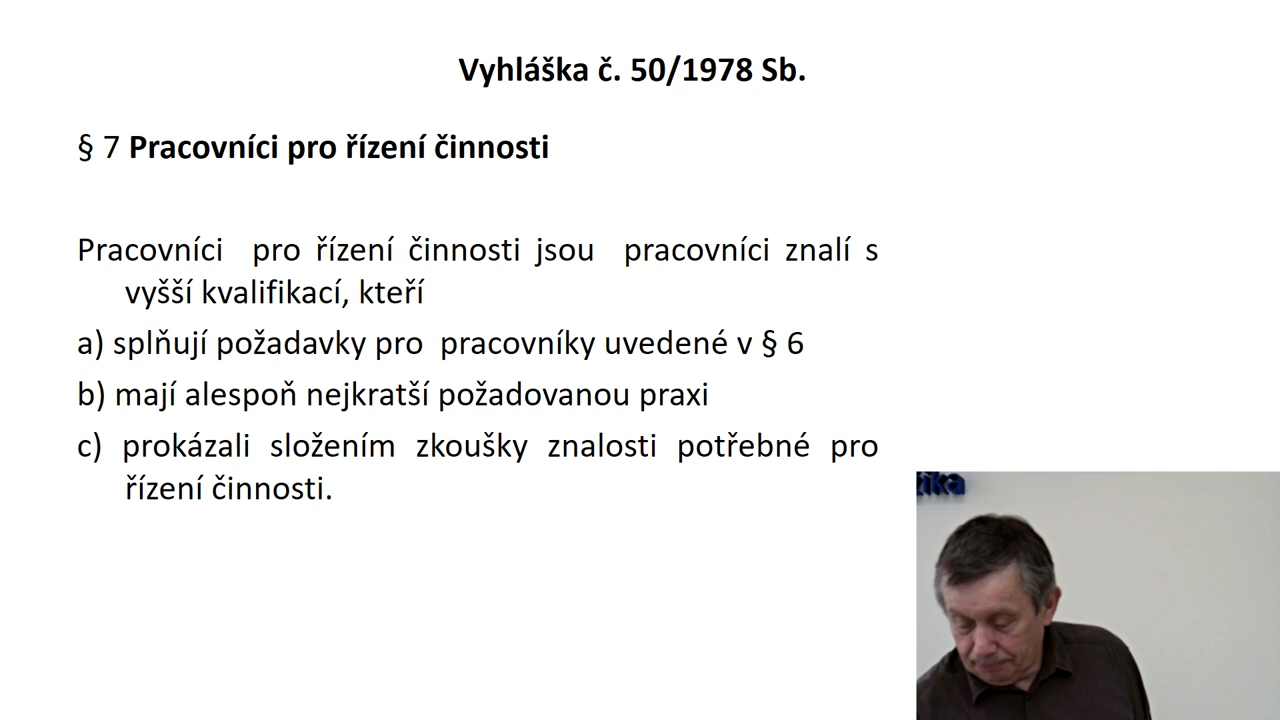 Vyhláška č. 50/1978 Sb.
§ 7 Pracovníci pro řízení činnosti
Pracovníci pro řízení činnosti jsou pracovníci znalí s
vyšší kvalifikací, kteří
a) splňují požadavky pro pracovníky uvedené v § 6
b) mají alespoň nejkratší požadovanou praxi
c) prokázali složením zkoušky znalosti potřebné pro
řízení činnosti.